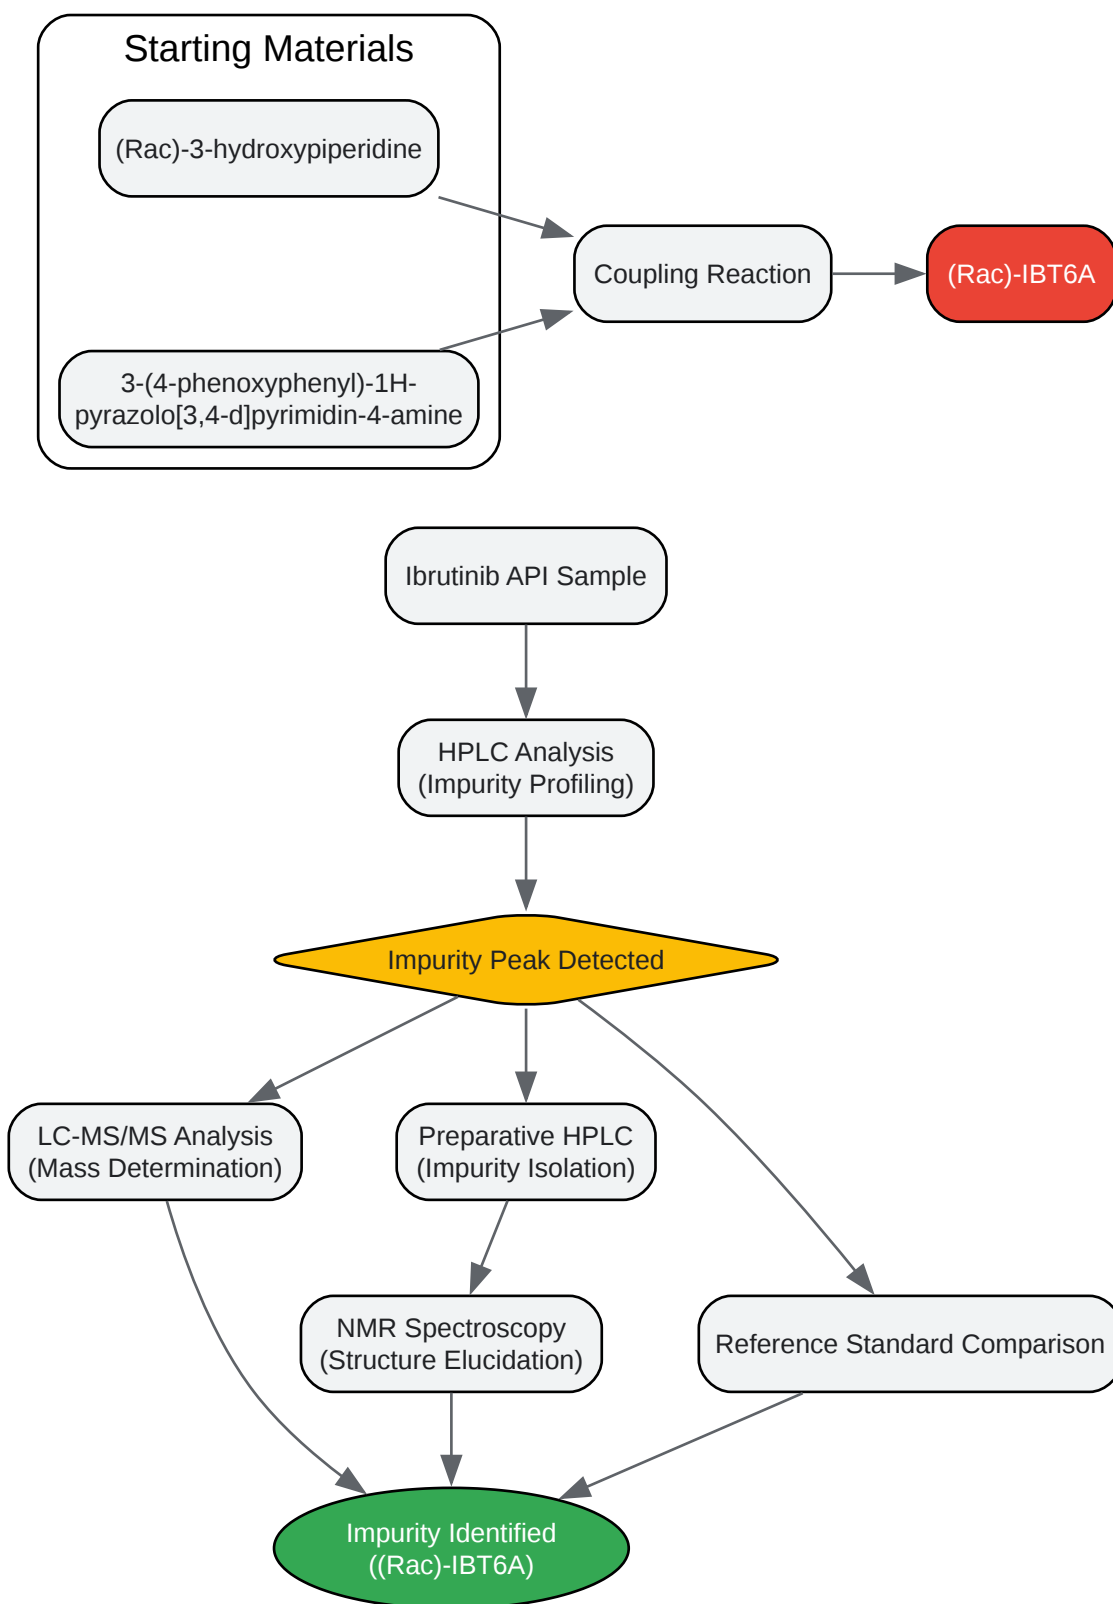 Starting Materials
(Rac)-3-hydroxypiperidine
3-(4-phenoxyphenyl)-1H-
pyrazolo[3,4-d]pyrimidin-4-amine
Coupling Reaction
(Rac)-IBT6A
Ibrutinib API Sample
HPLC Analysis
(Impurity Profiling)
Impurity Peak Detected
LC-MS/MS Analysis
(Mass Determination)
Preparative HPLC
(Impurity Isolation)
NMR Spectroscopy
(Structure Elucidation)
Reference Standard Comparison
Impurity Identified
((Rac)-IBT6A)